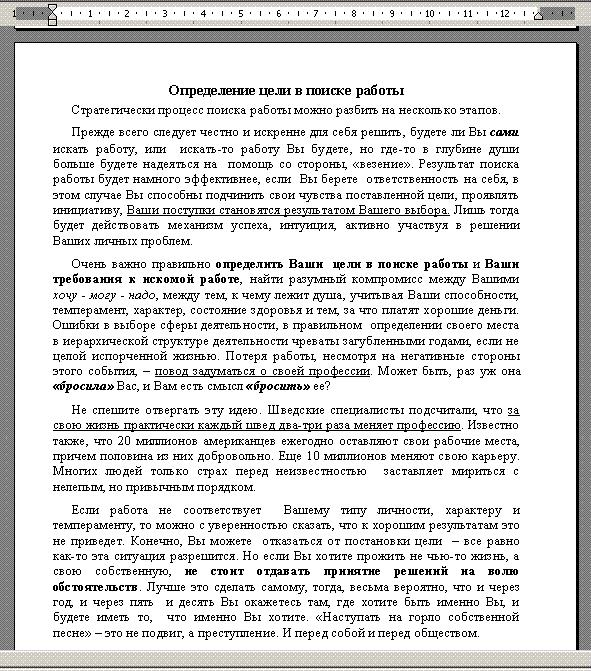 1 1 2 3 4 5 6 7 8 9 10 11 12
Определение цели в поиске работы
Стратегически процесс поиска работы можно разбить на несколько этапов.
Прежде всего следует честно и искренне для себя решить, будете ли Вы сами
искать работу, или искать-то работу Вы будете, но где-то в глубине души
больше будете надеяться на помощь со стороны, «везение». Результат поиска
работы будет намного эффективнее, если Вы берете ответственность на себя, в
этом случае Вы способны подчинить свои чувства поставленной цели, проявлять
инициативу, Ваши поступки становятся результатом Вашего выбора. Лишь тогда
будет действовать механизм успеха, интуиция, активно участвуя в решении
Ваших личных проблем.
Очень важно правильно определить Ваши цели в поиске работы и Ваши
требования к искомой работе, найти разумный компромисс между Вашими
хочу - могу - надо, между тем, к чему лежит душа, учитывая Ваши способности,
темперамент, характер, состояние здоровья и тем, за что платят хорошие деньги.
Ошибки в выборе сферы деятельности, в правильном определении своего места
в иерархической структуре деятельности чреваты загубленными годами, если не
целой испорченной жизнью. Потеря работы, несмотря на негативные стороны
этого события, – повод задуматься о своей профессии. Может быть, раз уж она
«бросила» Вас, и Вам есть смысл «бросить» ее?
Не спешите отвергать эту идею. Шведские специалисты подсчитали, что за
свою жизнь практически каждый швед два-три раза меняет профессию. Известно
также, что 20 миллионов американцев ежегодно оставляют свои рабочие места,
причем половина из них добровольно. Еще 10 миллионов меняют свою карьеру.
Многих людей только страх перед неизвестностью заставляет мириться с
нелепым, но привычным порядком.
Если работа не соответствует Вашему типу личности, характеру и
темпераменту, то можно с уверенностью сказать, что к хорошим результатам это
не приведет. Конечно, Вы можете отказаться от постановки цели – все равно
как-то эта ситуация разрешится. Но если Вы хотите прожить не чью-то жизнь, а
свою собственную, не стоит отдавать принятие решений на волю
обстоятельств. Лучше это сделать самому, тогда, весьма вероятно, что и через
год, и через пять и десять Вы окажетесь там, где хотите быть именно Вы, и
будете иметь то, что именно Вы хотите. «Наступать на горло собственной
песне» – это не подвиг, а преступление. И перед собой и перед обществом.